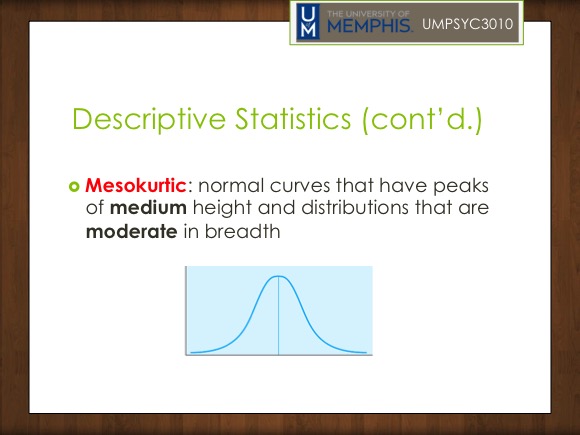 THE UNIVERSITY OF
UM MEMPHIS. UMPSYC3010
Descriptive Statistics (cont’d.)
Mesokurtic: normal curves that have peaks
of medium height and distributions that are
moderate in breadth